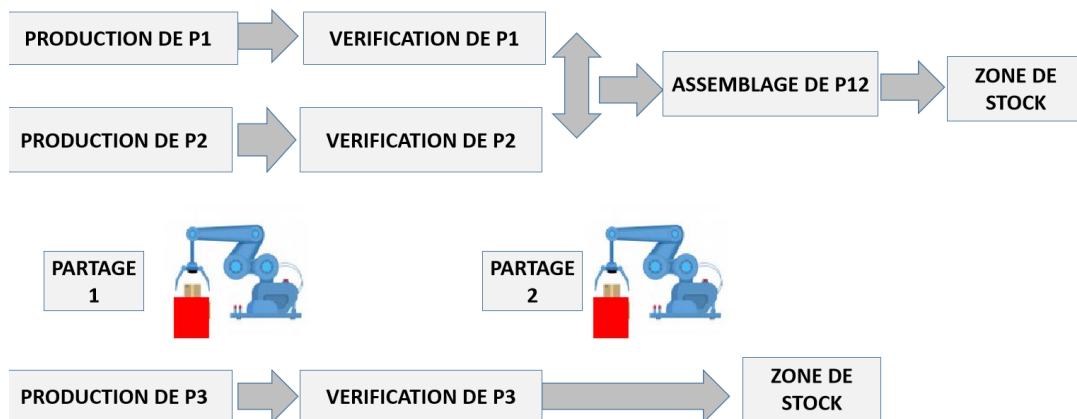 PRODUCTION DE P1
VERIFICATION DE P1
ASSEMBLAGE DE P12
ZONE DE
STOCK
PRODUCTION DE P2
VERIFICATION DE P2
PARTAGE
1
PARTAGE
2
PRODUCTION DE P3
VERIFICATION DE P3
ZONE DE
STOCK